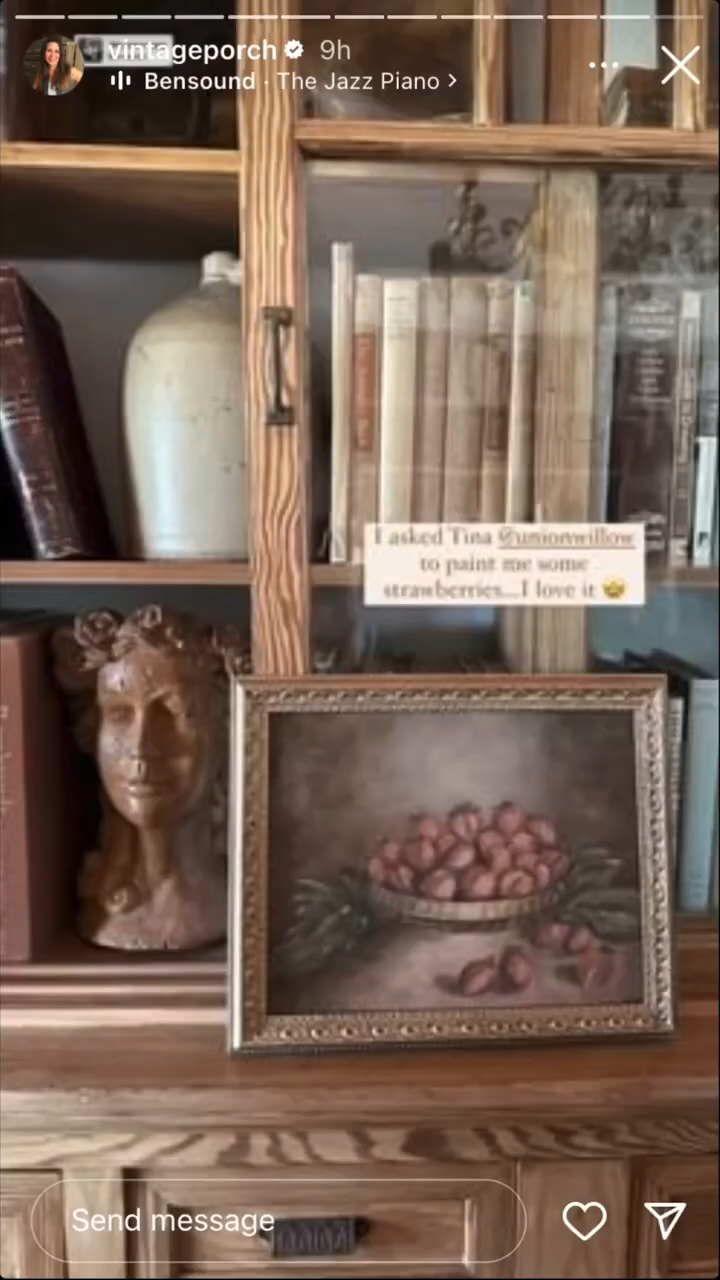 vintageporch 9h
Bensound · The Jazz Piano >
I asked Tina @unionwillow
to paint me some
strawberries...I love it 🤩
Send message